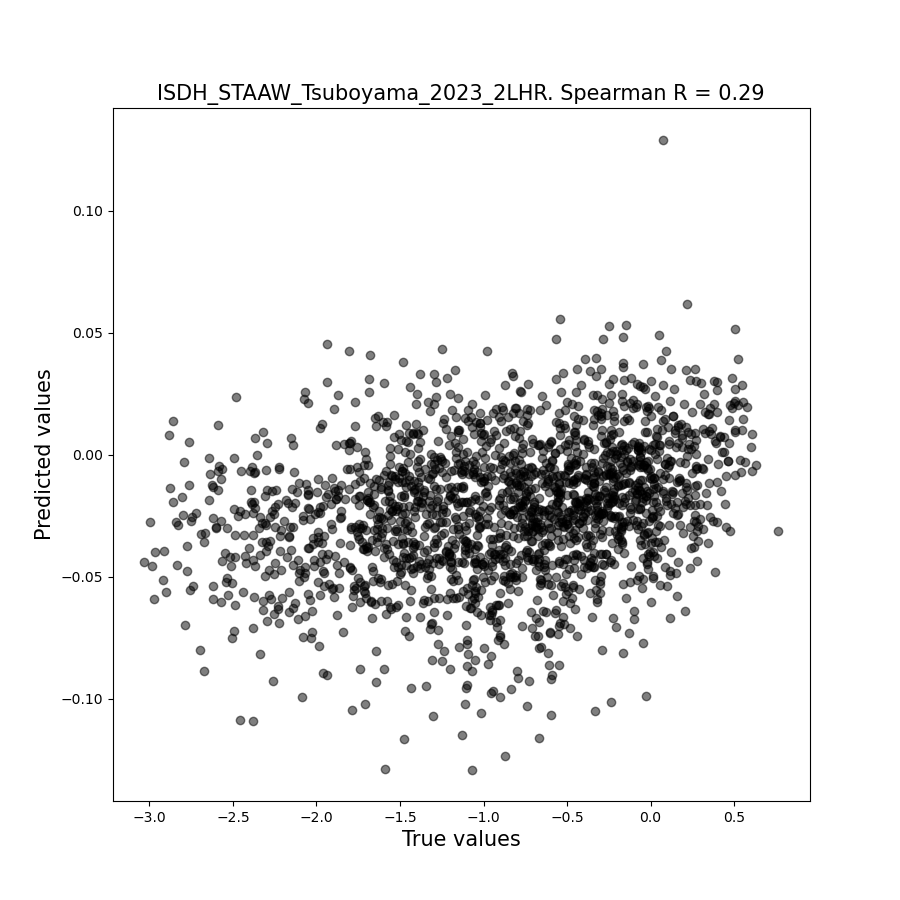 ISDH_STAAW_Tsuboyama_2023_2LHR. Spearman R = 0.29
0.10
0.05
0.00
−0.05
−0.10
Predicted values
−3.0 −2.5 −2.0 −1.5 −1.0 −0.5 0.0 0.5
True values